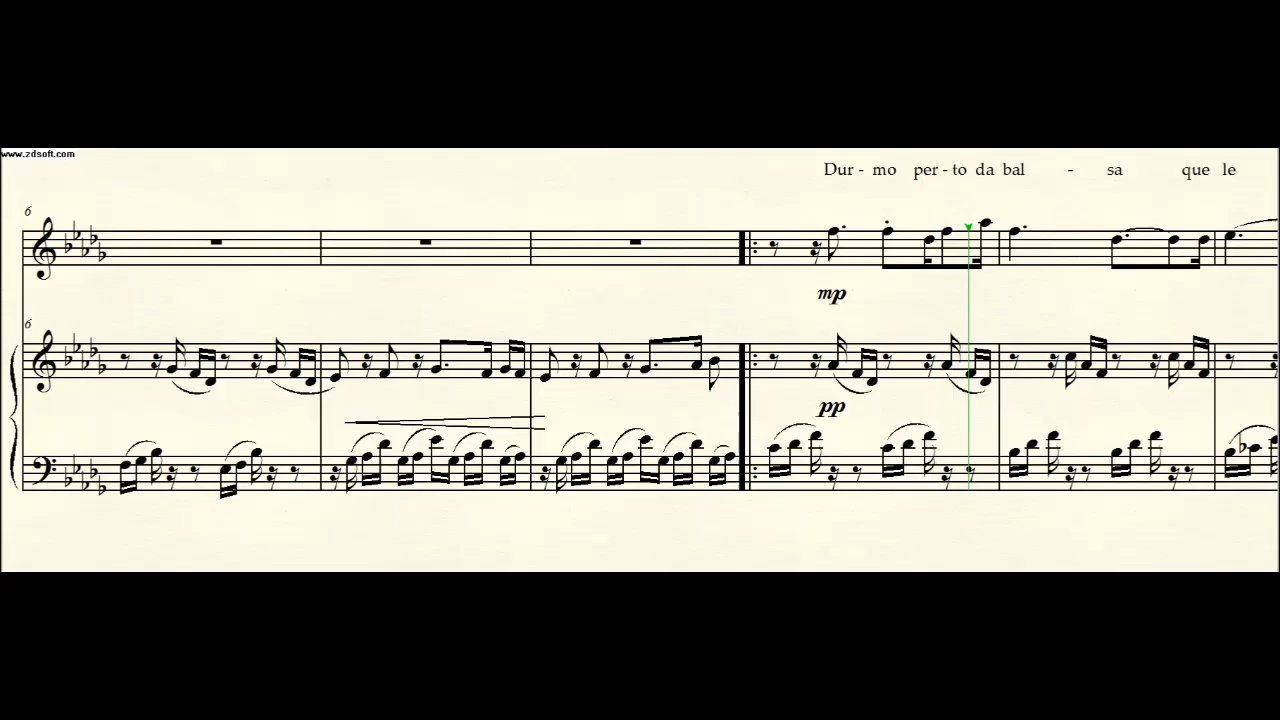 www.zdsoft.com
Dur - mo per - to da bal - sa que le
6
mp
6
pp